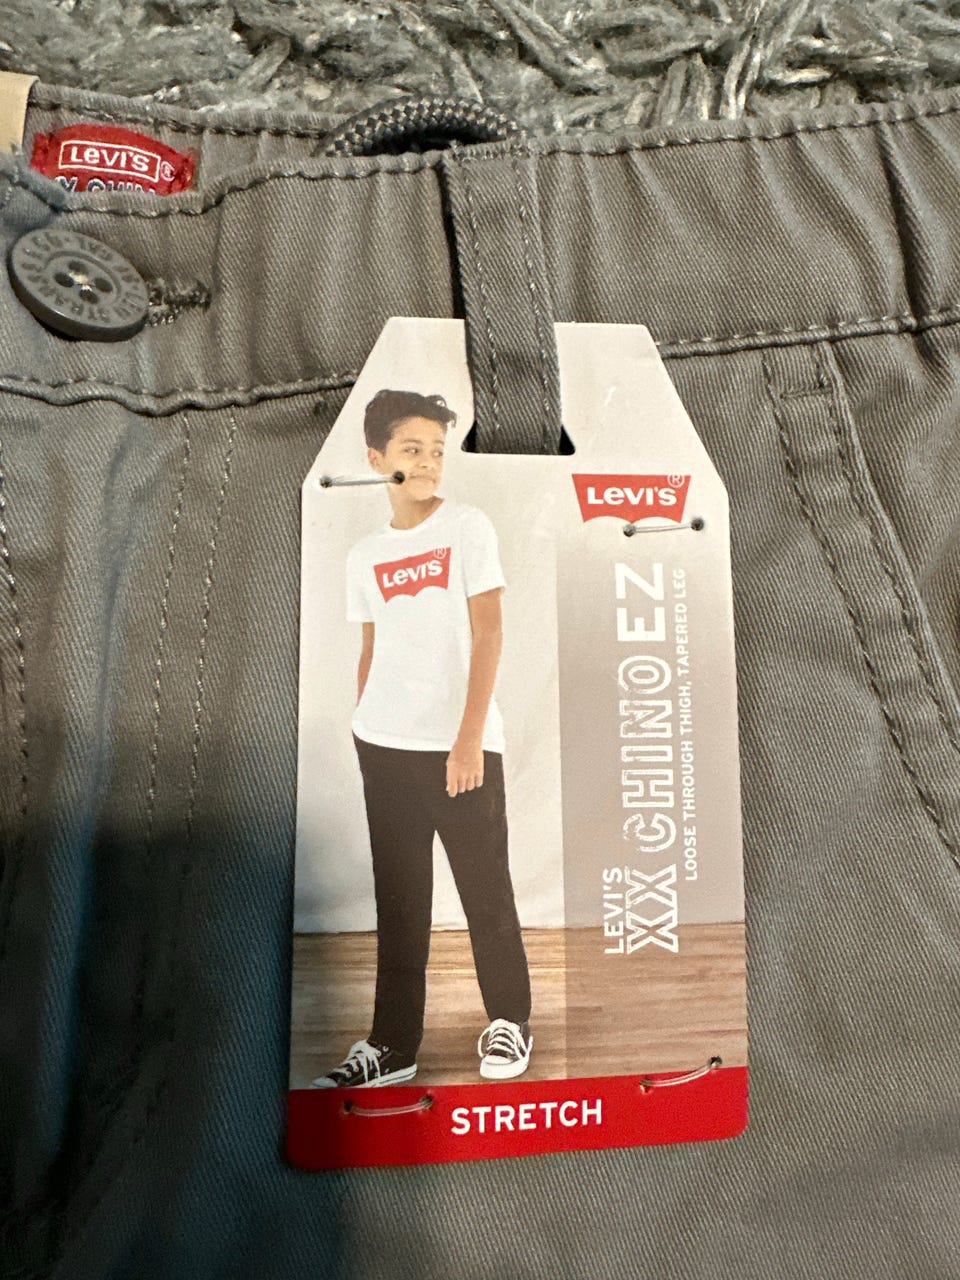 LEVI'S®
LEVI'S®
LEVI'S®
LEVI'S
XX CHINO EZ
LOOSE THROUGH THIGH, TAPERED LEG
STRETCH